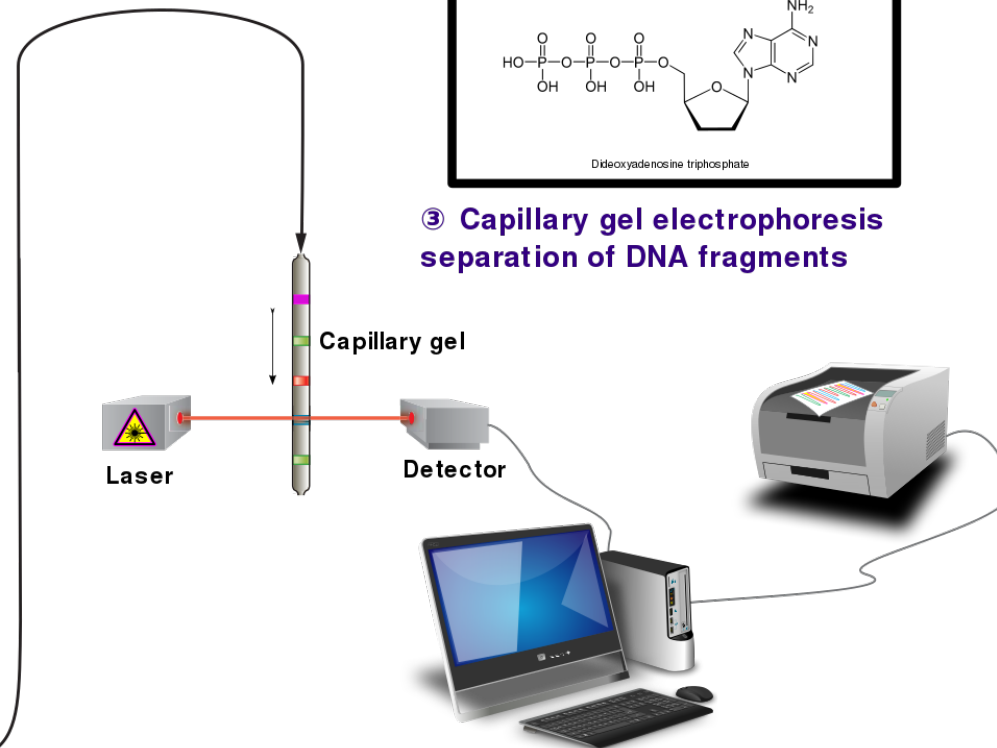 NH₂
N
N
N
N
O
O
O
HO
P
O
P
O
P
O
O
OH
OH
OH
Dideoxyadenosine triphosphate
③ Capillary gel electrophoresis
separation of DNA fragments
Capillary gel
Laser
Detector